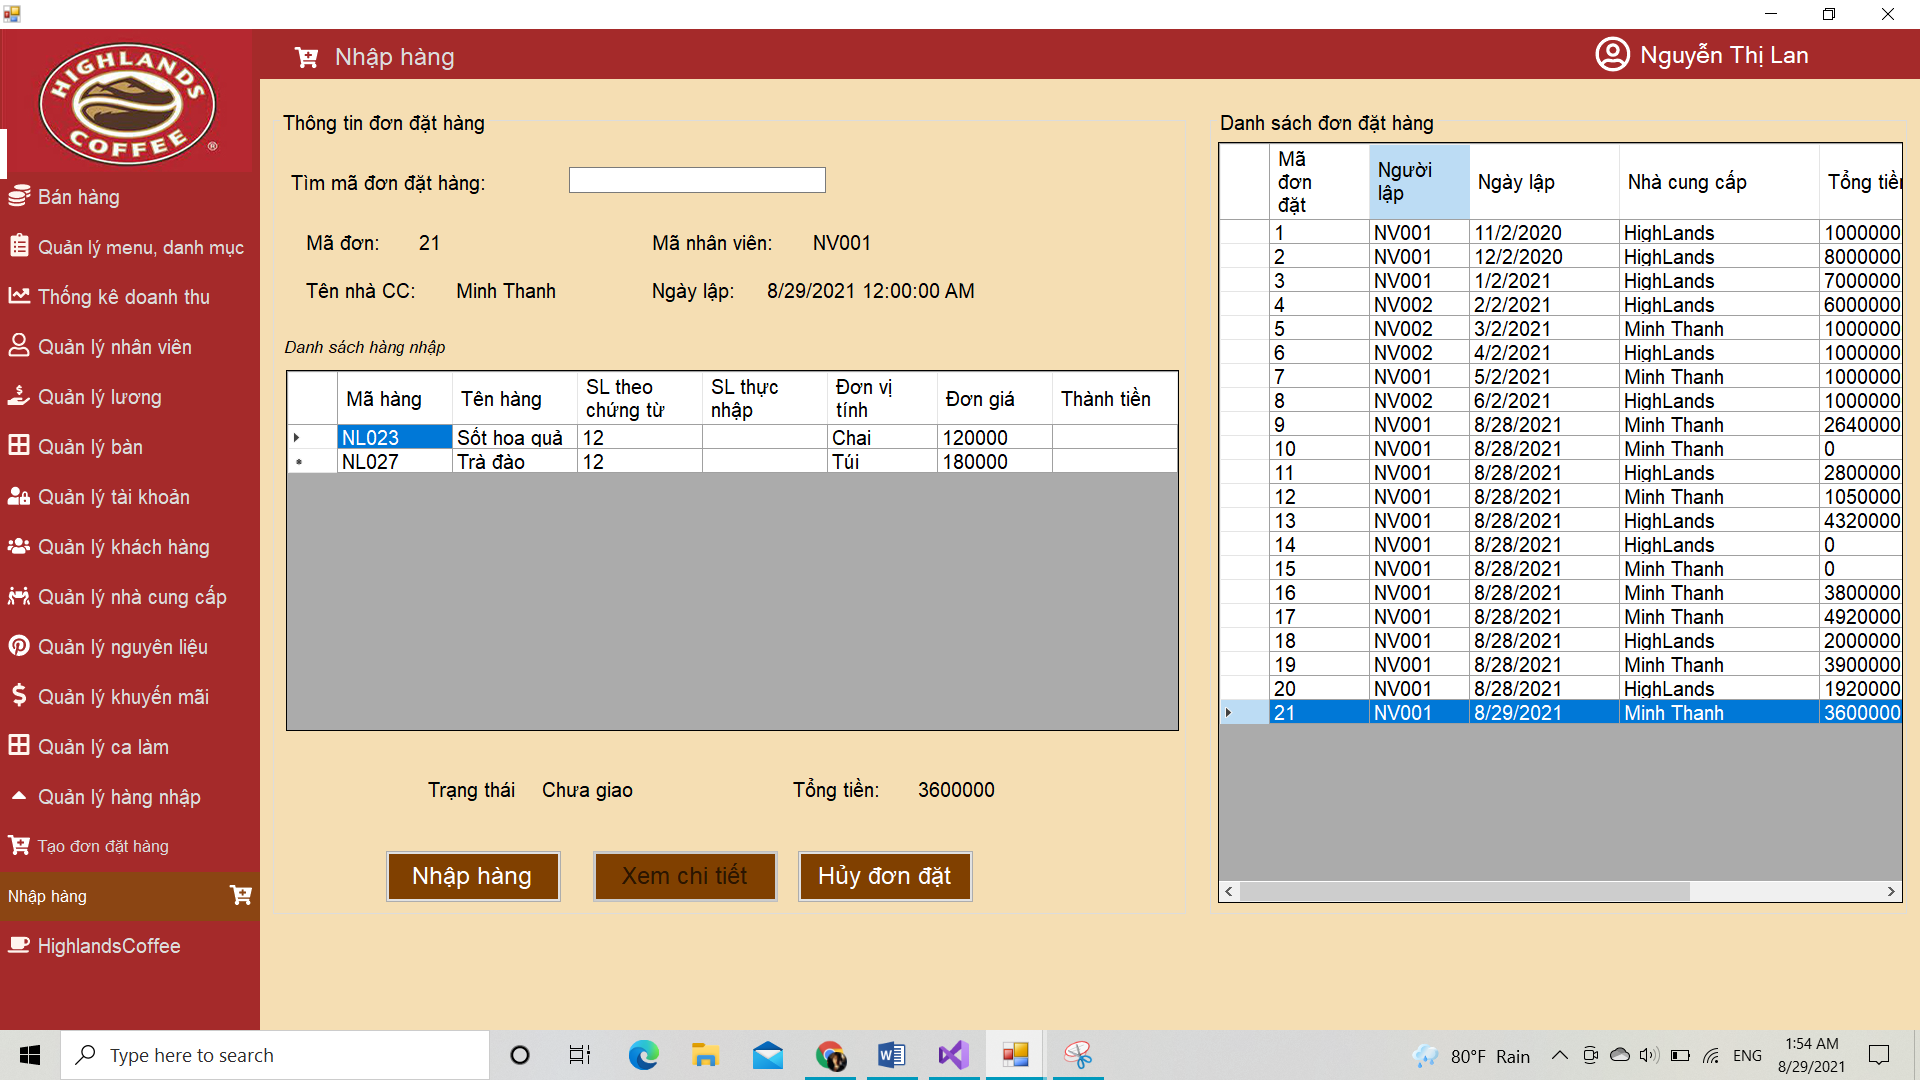 HIGHLANDS
COFFEE
®
Nhập hàng
Nguyễn Thị Lan
Bán hàng
Quản lý menu, danh mục
Thống kê doanh thu
Quản lý nhân viên
Quản lý lương
Quản lý bàn
Quản lý tài khoản
Quản lý khách hàng
Quản lý nhà cung cấp
Quản lý nguyên liệu
Quản lý khuyến mãi
Quản lý ca làm
Quản lý hàng nhập
Tạo đơn đặt hàng
Nhập hàng
HighlandsCoffee
Thông tin đơn đặt hàng
Tìm mã đơn đặt hàng:
Mã đơn: 21 Mã nhân viên: NV001
Tên nhà CC: Minh Thanh Ngày lập: 8/29/2021 12:00:00 AM
Danh sách hàng nhập
Mã hàng Tên hàng SL theo chứng từ SL thực nhập Đơn vị tính Đơn giá Thành tiền
NL023 Sốt hoa quả 12 Chai 120000
NL027 Trà đào 12 Túi 180000
Trạng thái Chưa giao Tổng tiền: 3600000
Nhập hàng Xem chi tiết Hủy đơn đặt
Danh sách đơn đặt hàng
Mã đơn đặt Người lập Ngày lập Nhà cung cấp Tổng tiền
1 NV001 11/2/2020 HighLands 1000000
2 NV001 12/2/2020 HighLands 8000000
3 NV001 1/2/2021 HighLands 7000000
4 NV002 2/2/2021 HighLands 6000000
5 NV002 3/2/2021 Minh Thanh 1000000
6 NV002 4/2/2021 HighLands 1000000
7 NV001 5/2/2021 Minh Thanh 1000000
8 NV002 6/2/2021 HighLands 1000000
9 NV001 8/28/2021 Minh Thanh 2640000
10 NV001 8/28/2021 Minh Thanh 0
11 NV001 8/28/2021 HighLands 2800000
12 NV001 8/28/2021 Minh Thanh 1050000
13 NV001 8/28/2021 HighLands 4320000
14 NV001 8/28/2021 HighLands 0
15 NV001 8/28/2021 Minh Thanh 0
16 NV001 8/28/2021 Minh Thanh 3800000
17 NV001 8/28/2021 Minh Thanh 4920000
18 NV001 8/28/2021 HighLands 2000000
19 NV001 8/28/2021 Minh Thanh 3900000
20 NV001 8/28/2021 HighLands 1920000
21 NV001 8/29/2021 Minh Thanh 3600000
Type here to search
80°F Rain
ENG
1:54 AM
8/29/2021